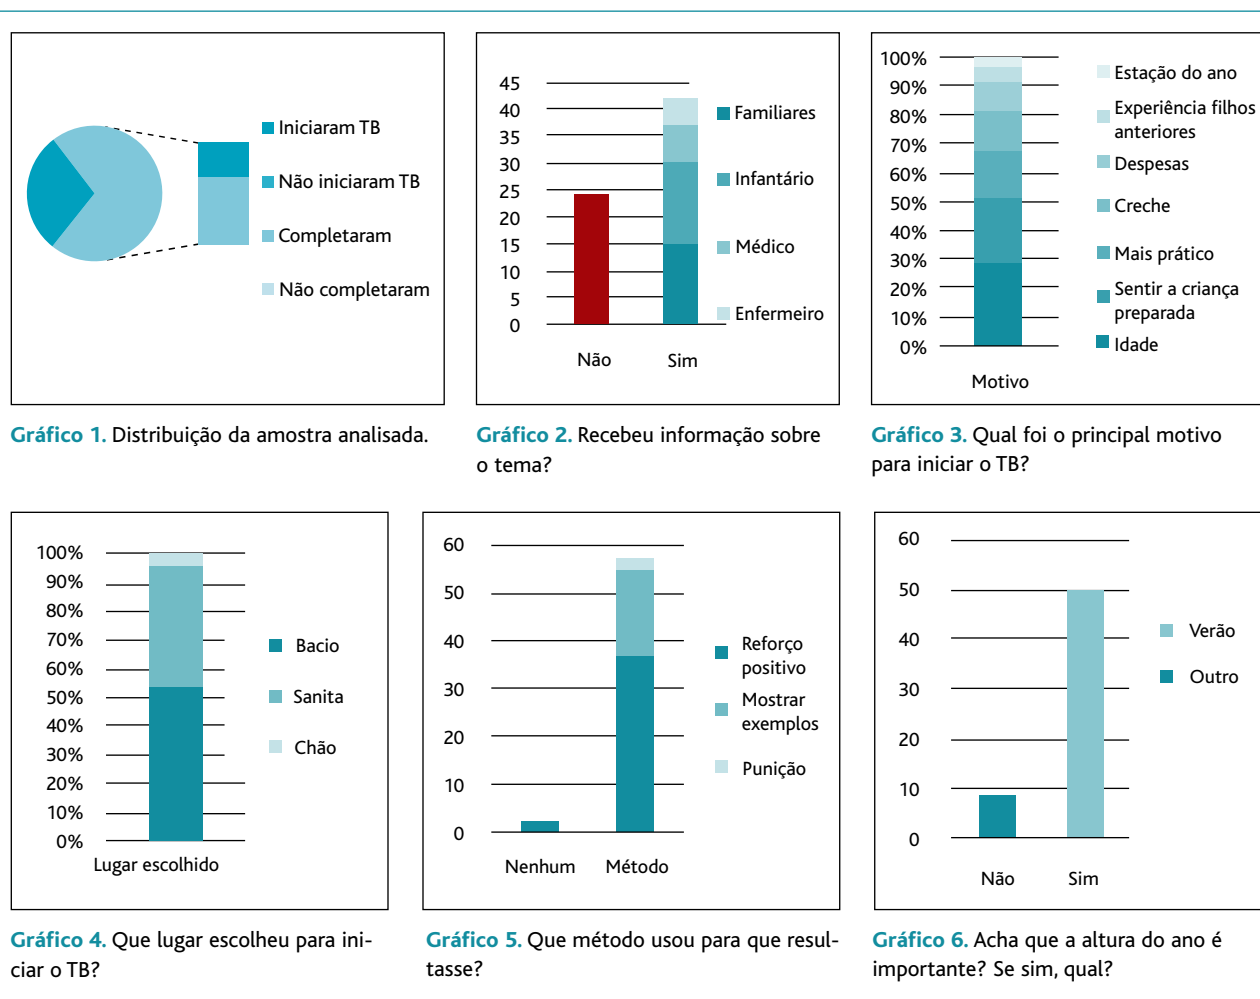 Iniciaram TB
Não iniciaram TB
Completaram
Não completaram
Gráfico 1. Distribuição da amostra analisada.
45
40
35
30
25
20
15
10
5
0
Não
Sim
Familiares
Infantário
Médico
Enfermeiro
Gráfico 2. Recebeu informação sobre
o tema?
100%
90%
80%
70%
60%
50%
40%
30%
20%
10%
0%
Motivo
Estação do ano
Experiência filhos
anteriores
Despesas
Creche
Mais prático
Sentir a criança
preparada
Idade
Gráfico 3. Qual foi o principal motivo
para iniciar o TB?
100%
90%
80%
70%
60%
50%
40%
30%
20%
10%
0%
Lugar escolhido
Bacio
Sanita
Chão
Gráfico 4. Que lugar escolheu para ini-
ciar o TB?
60
50
40
30
20
10
0
Nenhum
Método
Reforço
positivo
Mostrar
exemplos
Punição
Gráfico 5. Que método usou para que resul-
tasse?
60
50
40
30
20
10
0
Não
Sim
Verão
Outro
Gráfico 6. Acha que a altura do ano é
importante? Se sim, qual?